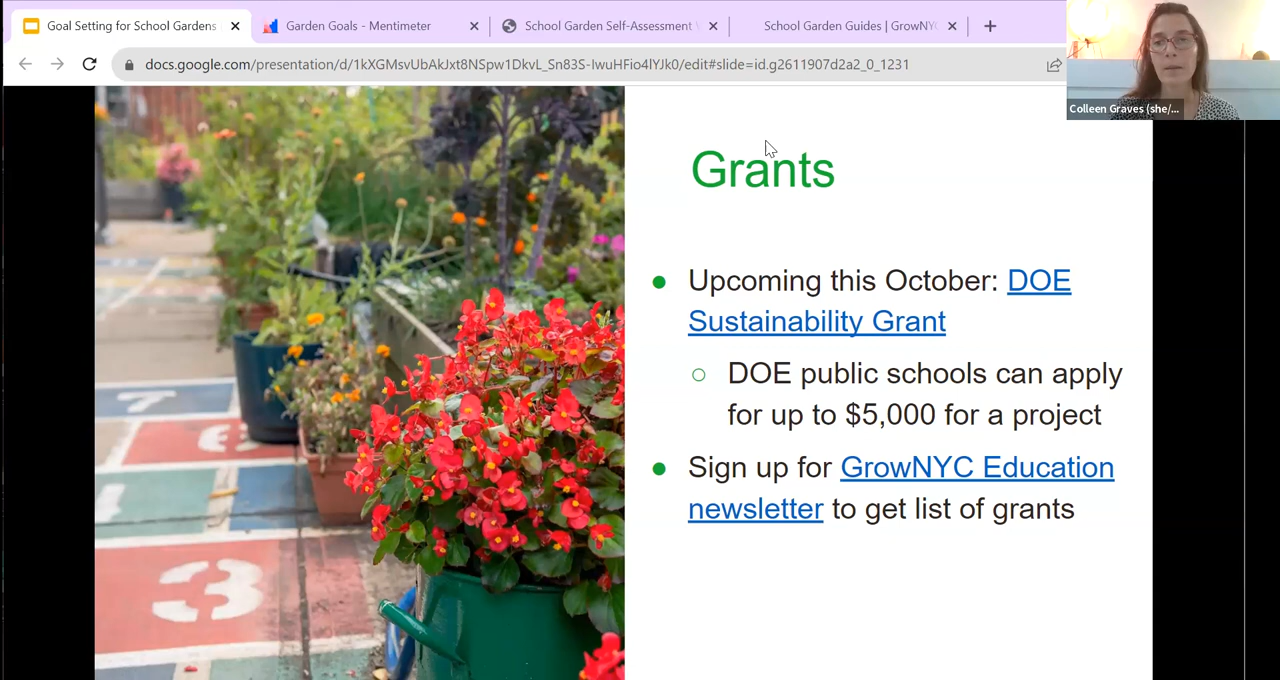 Goal Setting for School Gardens
Garden Goals - Mentimeter
School Garden Self-Assessment
School Garden Guides | GrowNYC
docs.google.com/presentation/d/1kXGMsvUbAkJxt8NSpw1DkvL_Sn83S-IwuHFio4lYJk0/edit#slide=id.g2611907d2a2_0_1231
Colleen Graves (she/...
Grants
Upcoming this October: DOE
Sustainability Grant
DOE public schools can apply
for up to $5,000 for a project
Sign up for GrowNYC Education
newsletter to get list of grants
1
3